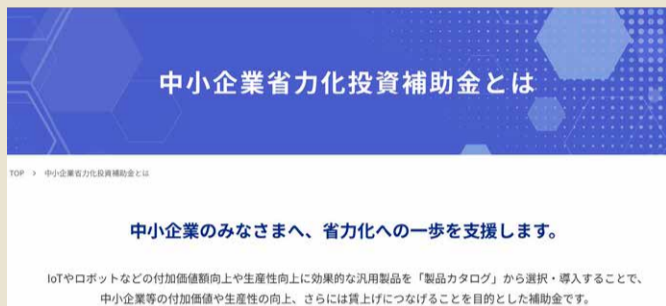 中小企業省力化投資補助金とは
TOP > 中小企業省力化投資補助金とは
中小企業のみなさまへ、省力化への一歩を支援します。
IoTやロボットなどの付加価値額向上や生産性向上に効果的な汎用製品を「製品カタログ」から選択・導入することで、
中小企業等の付加価値や生産性の向上、さらには賃上げにつなげることを目的とした補助金です。